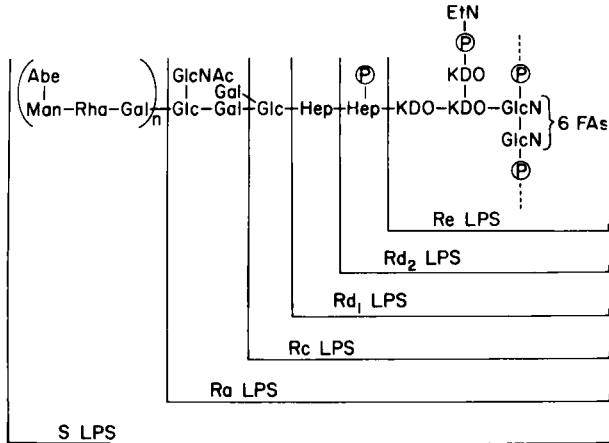 EtN
P
Abe GlcNAc P KDO P
Gal
(Man-Rha-Gal)n-Glc-Gal-Glc-Hep-Hep-KDO-KDO-GlcN
GlcN } 6 FAs
P
Re LPS
Rd2 LPS
Rd1 LPS
Rc LPS
Ra LPS
S LPS